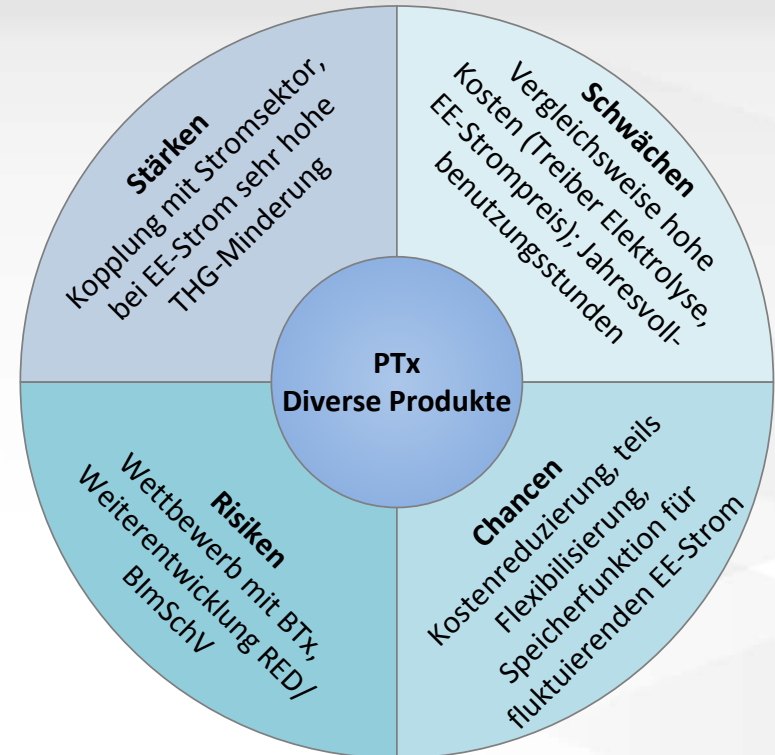 Stärken
Kopplung mit Stromsektor,
bei EE-Strom sehr hohe
THG-Minderung
Schwächen
Vergleichsweise hohe
Kosten (Treiber Elektrolyse,
EE-Strompreis); Jahresvoll-
benutzungsstunden
PTx
Diverse Produkte
Risiken
Wettbewerb mit BTx,
Weiterentwicklung RED/
BImSchV
Chancen
Kostenreduzierung, teils
Flexibilisierung,
Speicherfunktion für
fluktuierenden EE-Strom